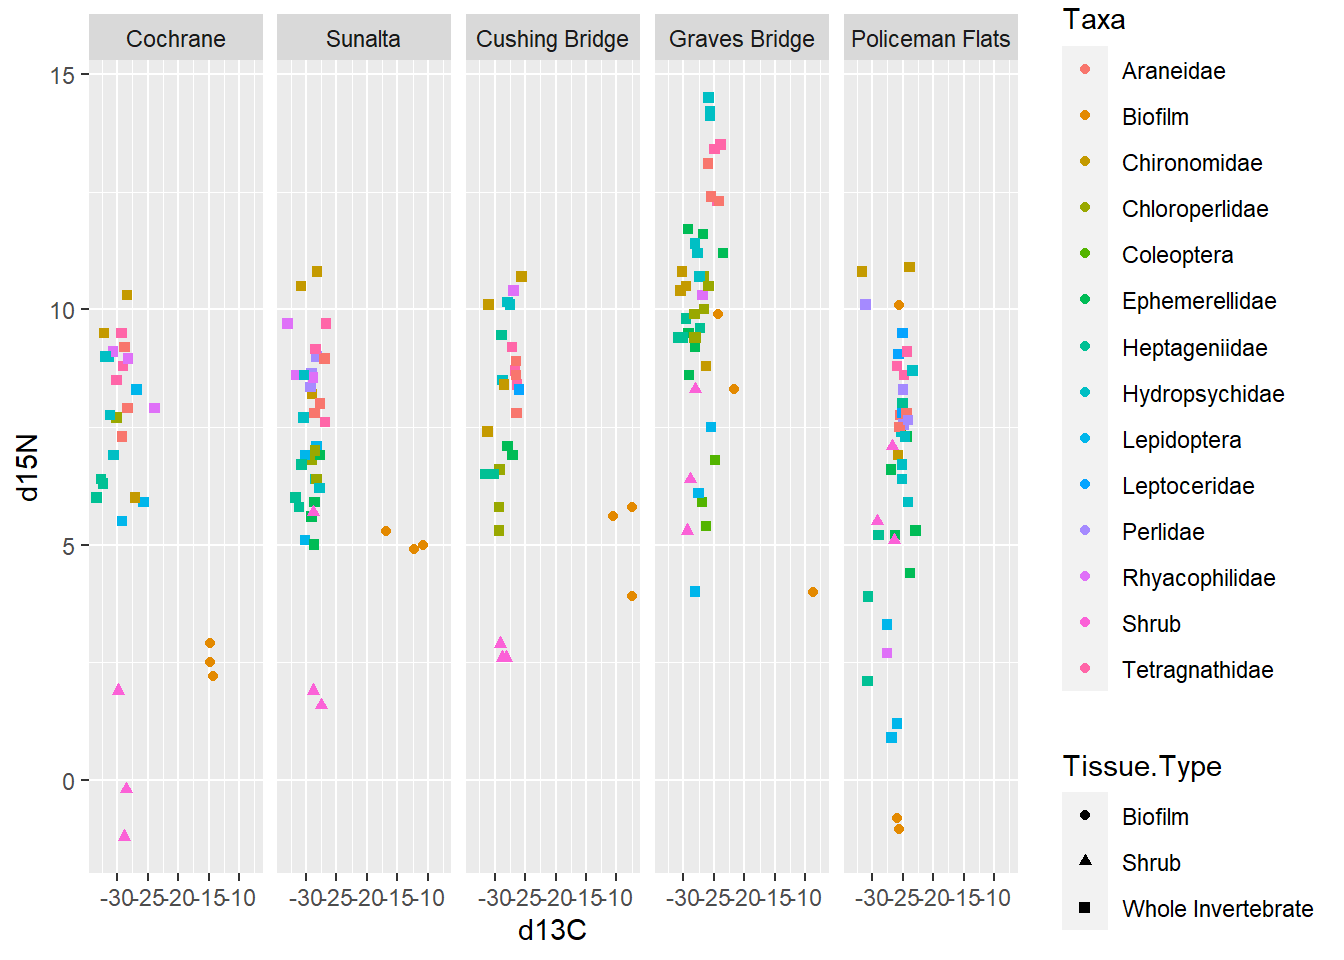 Cochrane Sunalta Cushing Bridge Graves Bridge Policeman Flats
15
10
5
0
d15N
-30-25-20-15-10 -30-25-20-15-10 -30-25-20-15-10 -30-25-20-15-10 -30-25-20-15-10
d13C
Taxa
Araneidae
Biofilm
Chironomidae
Chloroperlidae
Coleoptera
Ephemerellidae
Heptageniidae
Hydropsychidae
Lepidoptera
Leptoceridae
Perlidae
Rhyacophilidae
Shrub
Tetragnathidae
Tissue.Type
Biofilm
Shrub
Whole Invertebrate